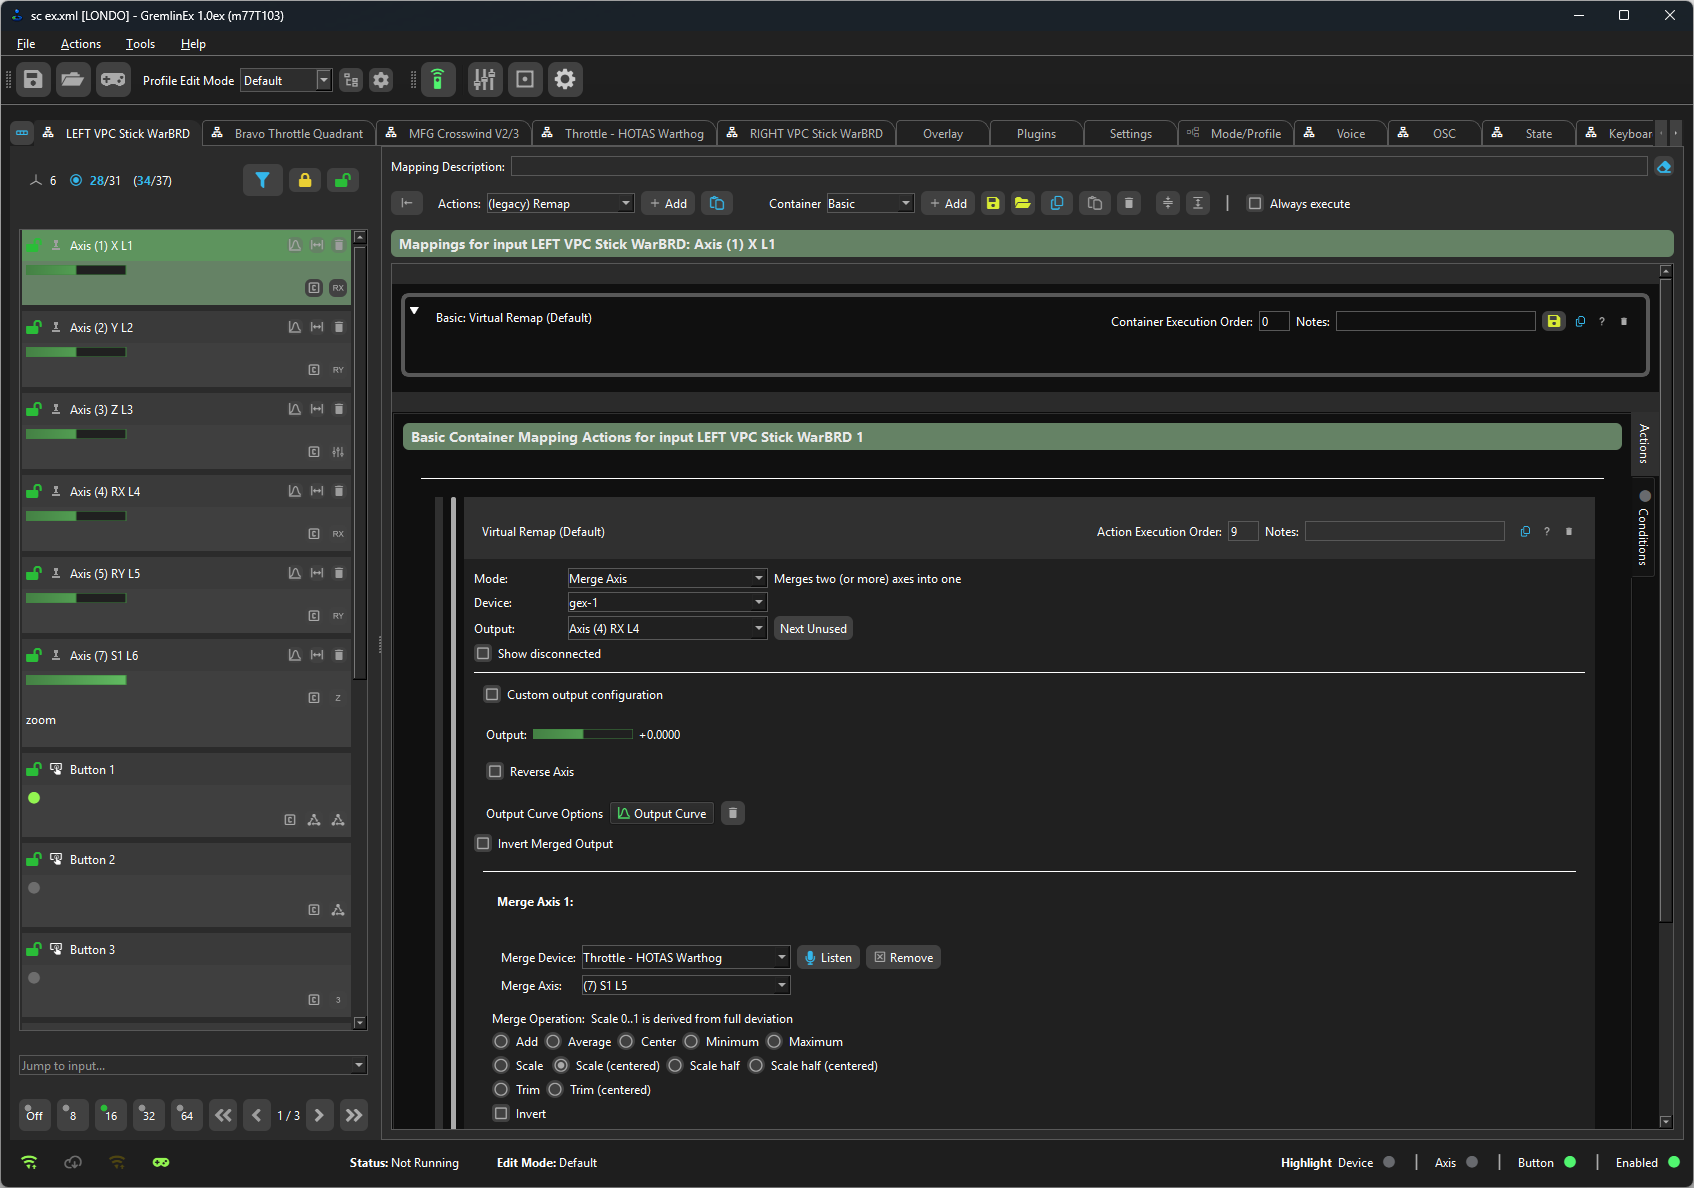 sc ex.xml [LONDO] - GremlinEx 1.0ex (m77T103)
File Actions Tools Help
Profile Edit Mode Default
LEFT VPC Stick WarBRD Bravo Throttle Quadrant MFG Crosswind V2/3 Throttle - HOTAS Warthog RIGHT VPC Stick WarBRD Overlay Plugins Settings Mode/Profile Voice OSC State Keyboar
6 28/31 (34/37)
Mapping Description:
Actions: (legacy) Remap + Add Container Basic + Add Always execute
Mappings for input LEFT VPC Stick WarBRD: Axis (1) X L1
Axis (1) X L1
C RX
Axis (2) Y L2
C RY
Axis (3) Z L3
C
Axis (4) RX L4
C RX
Axis (5) RY L5
C RY
Axis (7) S1 L6
C Z
zoom
Button 1
C
Button 2
C
Button 3
C 3
Jump to input...
Off 8 16 32 64 1 / 3
Basic: Virtual Remap (Default)
Container Execution Order: 0 Notes: ?
Basic Container Mapping Actions for input LEFT VPC Stick WarBRD 1
Actions
Conditions
Virtual Remap (Default)
Action Execution Order: 9 Notes: ?
Mode: Merge Axis Merges two (or more) axes into one
Device: gex-1
Output: Axis (4) RX L4 Next Unused
Show disconnected
Custom output configuration
Output: +0.0000
Reverse Axis
Output Curve Options Output Curve
Invert Merged Output
Merge Axis 1:
Merge Device: Throttle - HOTAS Warthog Listen Remove
Merge Axis: (7) S1 L5
Merge Operation: Scale 0..1 is derived from full deviation
Add Average Center Minimum Maximum
Scale Scale (centered) Scale half Scale half (centered)
Trim Trim (centered)
Invert
Status: Not Running Edit Mode: Default Highlight Device Axis Button Enabled